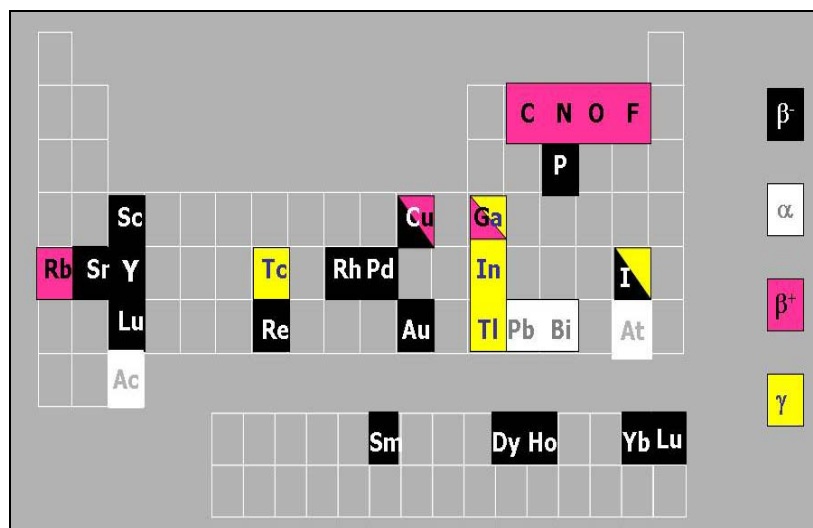 C N O F
β-
P
Sc Cu Ga
α
Rb Sr Y Tc Rh Pd In I
Lu Re Au Tl Pb Bi At
β+
Ac
γ
Sm Dy Ho Yb Lu